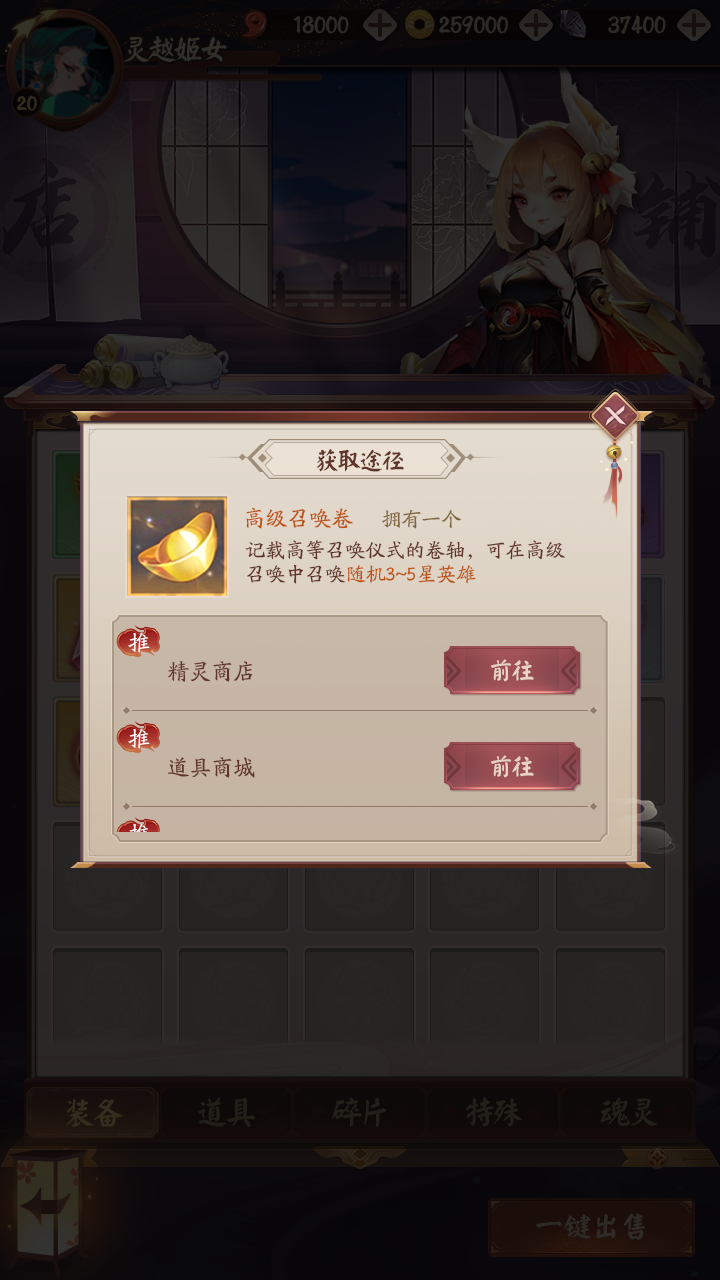 18000
259000
37400
灵越姬女
20
店
铺
获取途径
高级召唤卷 拥有一个
记载高等召唤仪式的卷轴，可在高级
召唤中召唤随机3~5星英雄
推
精灵商店
前往
推
道具商城
前往
推
装备
道具
碎片
特殊
魂灵
一键出售